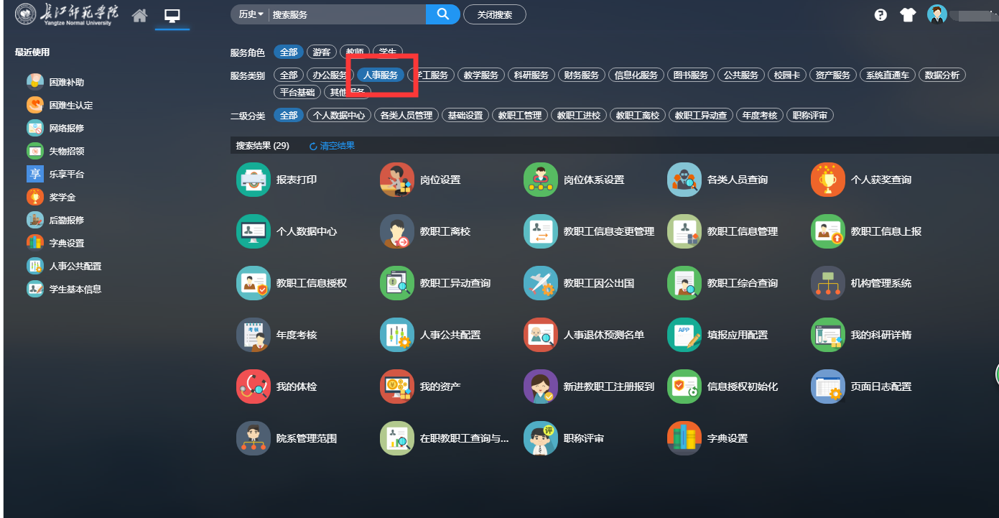 长江师范学院
Yangtze Normal University
历史 搜索服务 关闭搜索
最近使用
困难补助
困难生认定
网络报修
失物招领
享 乐享平台
奖学金
后勤报修
字典设置
人事公共配置
学生基本信息
服务角色 全部 游客 教师 学生
服务类别 全部 办公服务 人事服务 学工服务 教学服务 科研服务 财务服务 信息化服务 图书服务 公共服务 校园卡 资产服务 系统直通车 数据分析
平台基础 其他服务
二级分类 全部 个人数据中心 各类人员管理 基础设置 教职工管理 教职工进校 教职工离校 教职工异动查 年度考核 职称评审
搜索结果 (29) 清空结果
报表打印 岗位设置 岗位体系设置 各类人员查询 个人获奖查询
个人数据中心 教职工离校 教职工信息变更管理 教职工信息管理 教职工信息上报
教职工信息授权 教职工异动查询 教职工因公出国 教职工综合查询 机构管理系统
考核 年度考核 人事公共配置 人事退休预测名单 APP 填报应用配置 我的科研详情
我的体检 我的资产 新进教职工注册报到 信息授权初始化 页面日志配置
院系管理范围 在职教职工查询与... 评 职称评审 字典设置